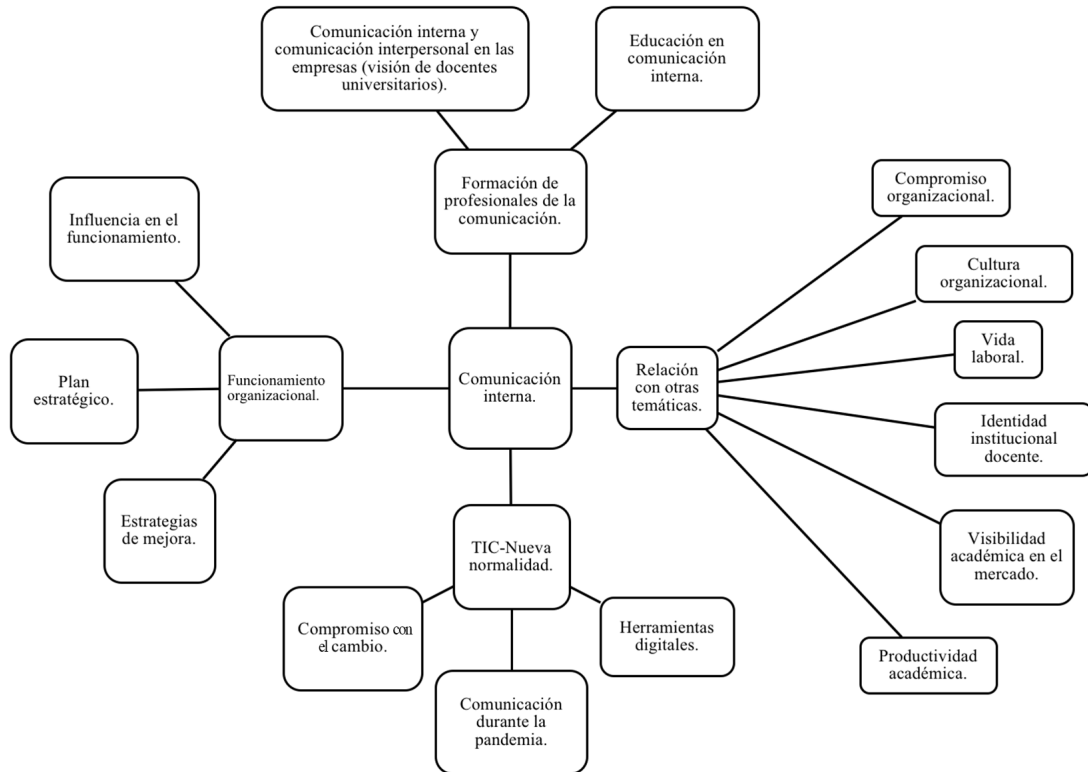 Comunicación interna y
comunicación interpersonal en las
empresas (visión de docentes
universitarios).
Educación en
comunicación
interna.
Formación de
profesionales de la
comunicación.
Influencia en el
funcionamiento.
Plan
estratégico.
Funcionamiento
organizacional.
Estrategias
de mejora.
Comunicación
interna.
Relación
con otras
temáticas.
Compromiso
organizacional.
Cultura
organizacional.
Vida
laboral.
Identidad
institucional
docente.
Visibilidad
académica en el
mercado.
Productividad
académica.
TIC-Nueva
normalidad.
Compromiso con
el cambio.
Comunicación
durante la
pandemia.
Herramientas
digitales.